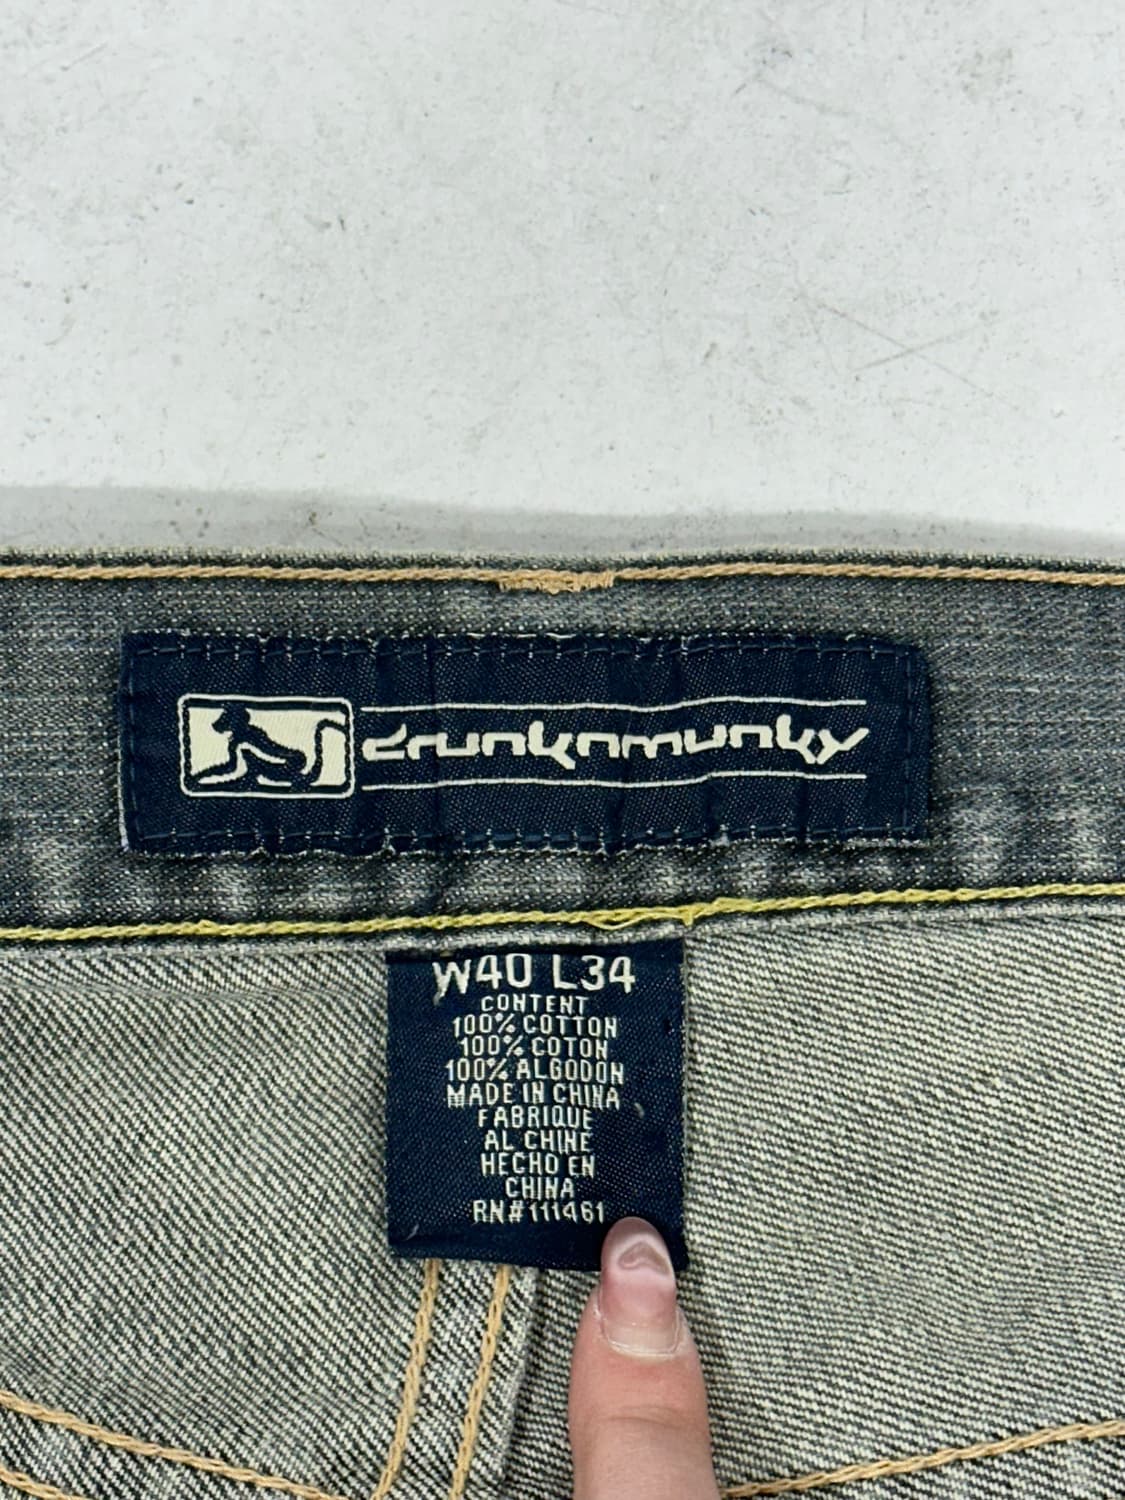 drunknmunky
W40 L34
CONTENT
100% COTTON
100% COTON
100% ALGODON
MADE IN CHINA
FABRIQUE
AL CHINE
HECHO EN
CHINA
RN#111461